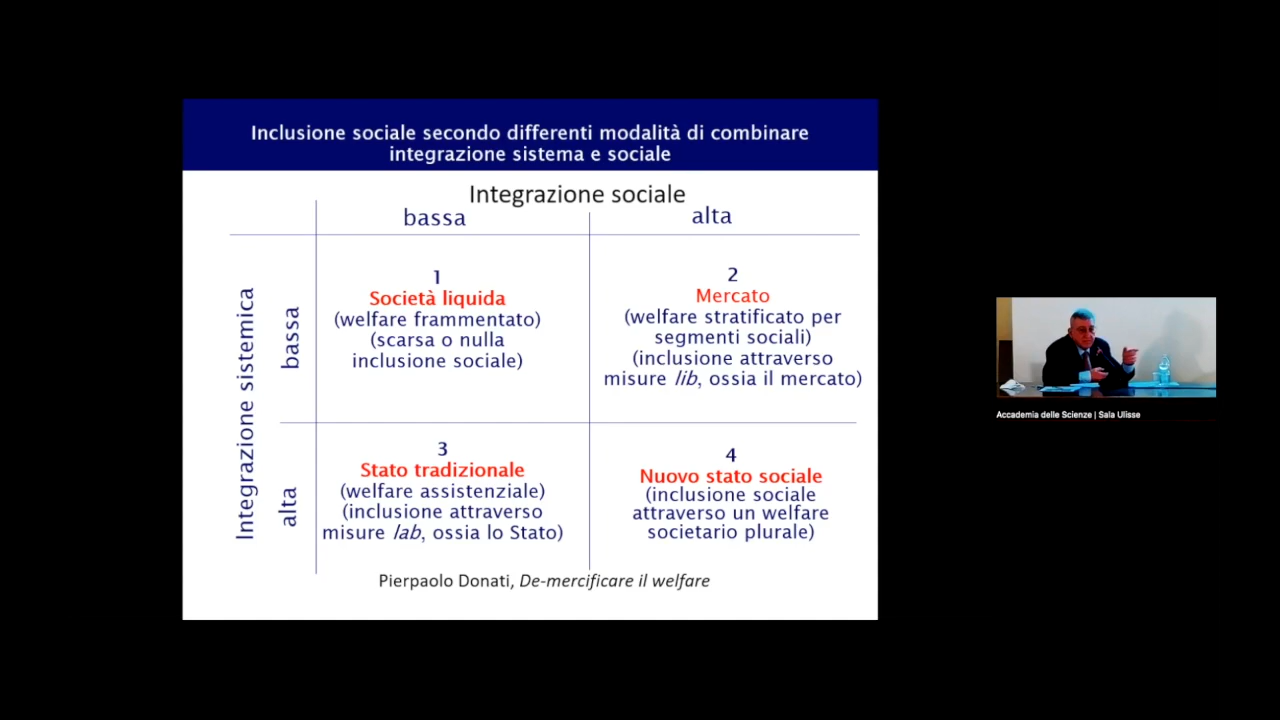 Inclusione sociale secondo differenti modalità di combinare
integrazione sistema e sociale
Integrazione sociale
bassa
alta
Integrazione sistemica
bassa
1
Società liquida
(welfare frammentato)
(scarsa o nulla
inclusione sociale)
2
Mercato
(welfare stratificato per
segmenti sociali)
(inclusione attraverso
misure lib, ossia il mercato)
alta
3
Stato tradizionale
(welfare assistenziale)
(inclusione attraverso
misure lab, ossia lo Stato)
4
Nuovo stato sociale
(inclusione sociale
attraverso un welfare
societario plurale)
Pierpaolo Donati, De-mercificare il welfare
Accademia delle Scienze | Sala Ulisse